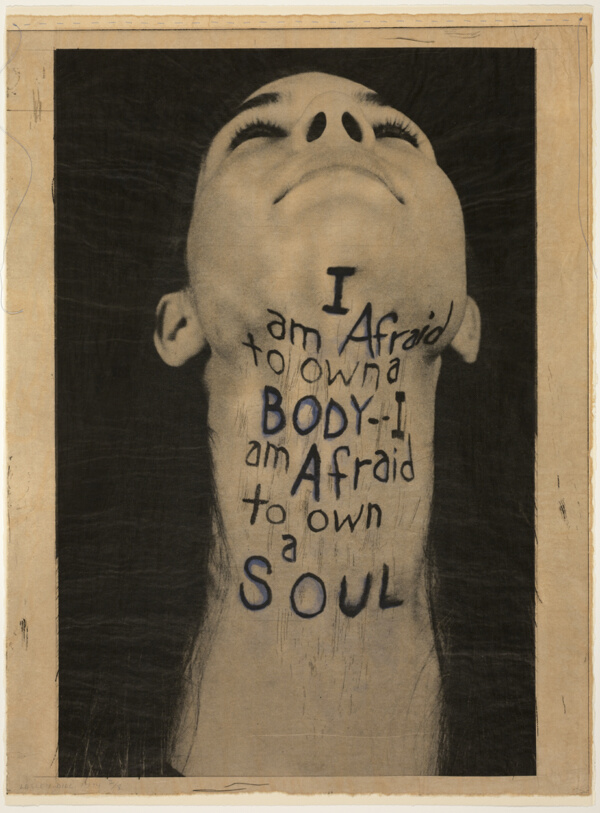 I
am Afraid
to own a
BODY--I
am Afraid
to own
a
SOUL